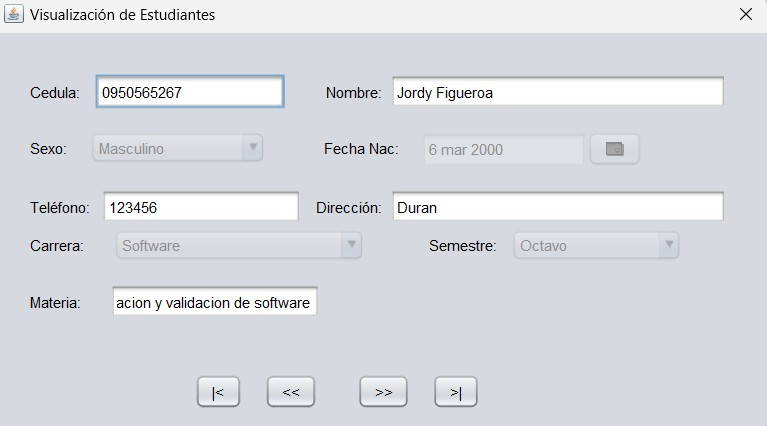 Visualización de Estudiantes
Cedula: 0950565267 Nombre: Jordy Figueroa
Sexo: Masculino Fecha Nac: 6 mar 2000
Teléfono: 123456 Dirección: Duran
Carrera: Software Semestre: Octavo
Materia: acion y validacion de software
|< << >> >|